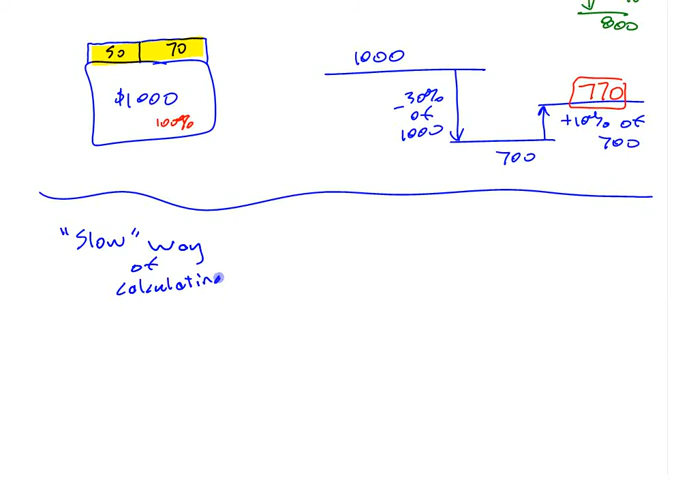 800
50 70
$1000
100%
1000
-30%
of
1000
700
770
+10% of
700
"Slow" way
of
calculating